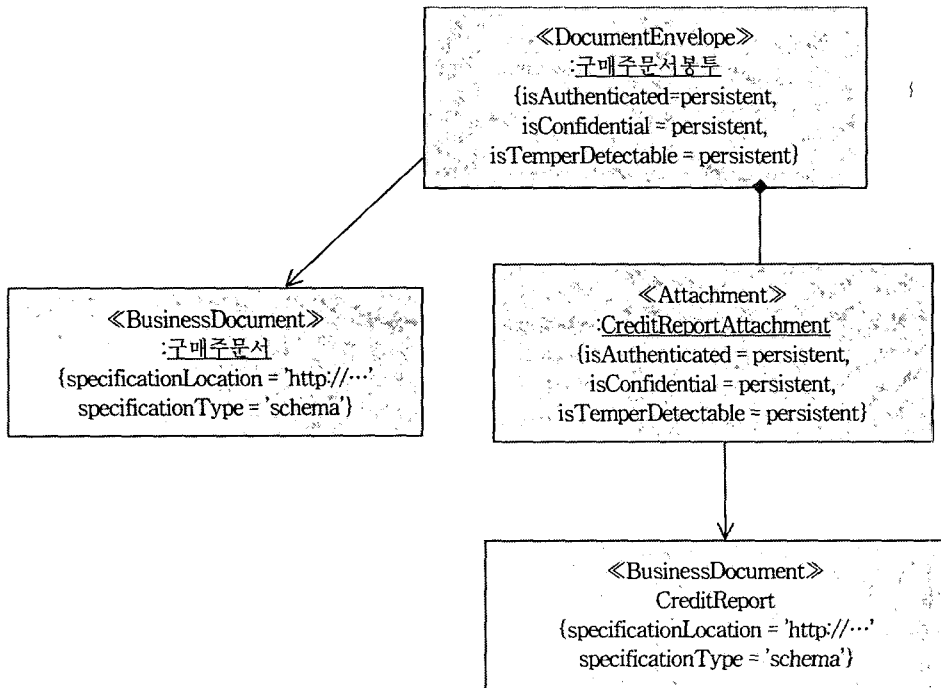 ≪DocumentEnvelope≫
:구매주문서봉투
{isAuthenticated=persistent,
isConfidential = persistent,
isTemperDetectable = persistent}
≪BusinessDocument≫
:구매주문서
{specificationLocation = 'http://…'
specificationType = 'schema'}
≪Attachment≫
:CreditReportAttachment
{isAuthenticated = persistent,
isConfidential = persistent,
isTemperDetectable = persistent}
≪BusinessDocument≫
CreditReport
{specificationLocation = 'http://…'
specificationType = 'schema'}